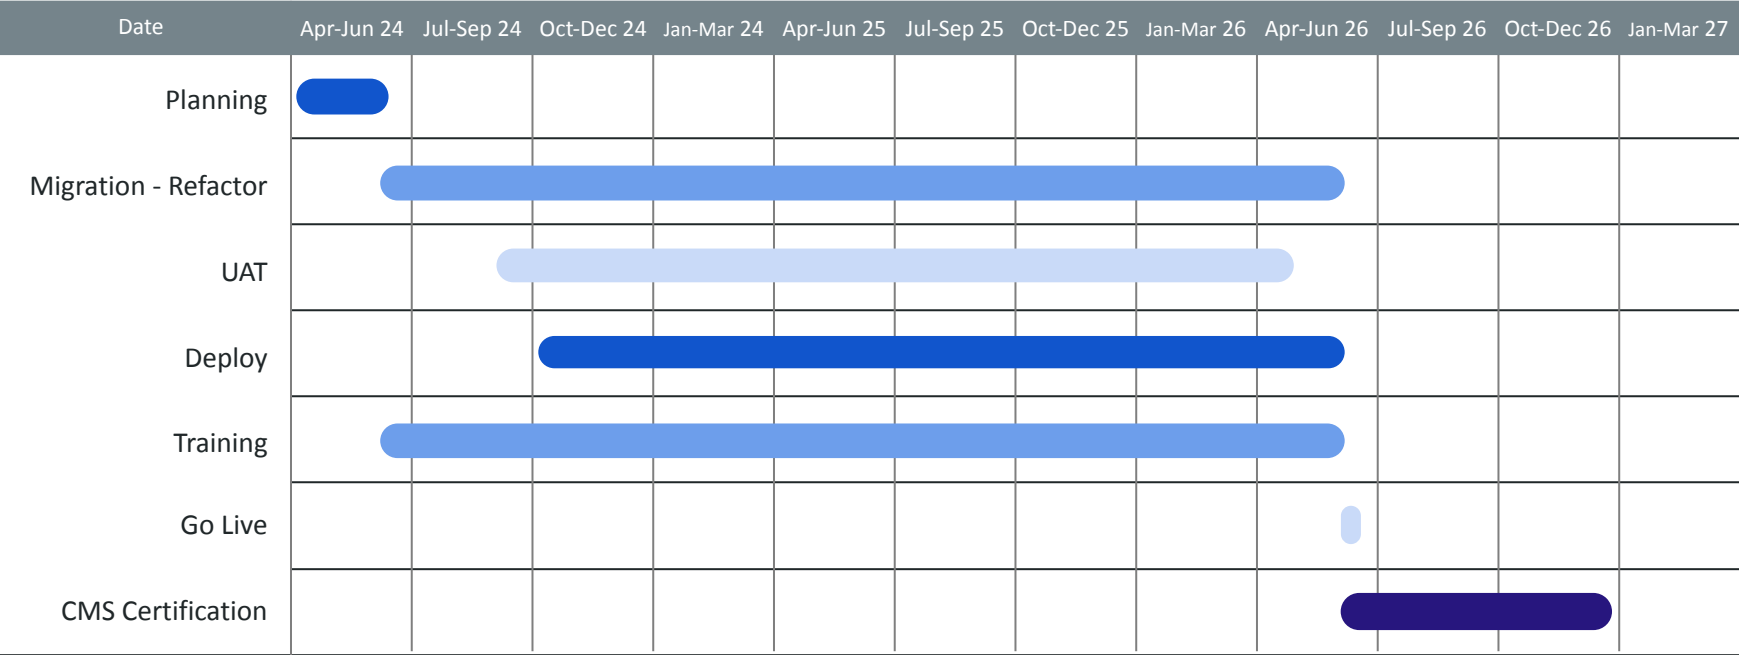 Date Apr-Jun 24 Jul-Sep 24 Oct-Dec 24 Jan-Mar 24 Apr-Jun 25 Jul-Sep 25 Oct-Dec 25 Jan-Mar 26 Apr-Jun 26 Jul-Sep 26 Oct-Dec 26 Jan-Mar 27
Planning
Migration - Refactor
UAT
Deploy
Training
Go Live
CMS Certification